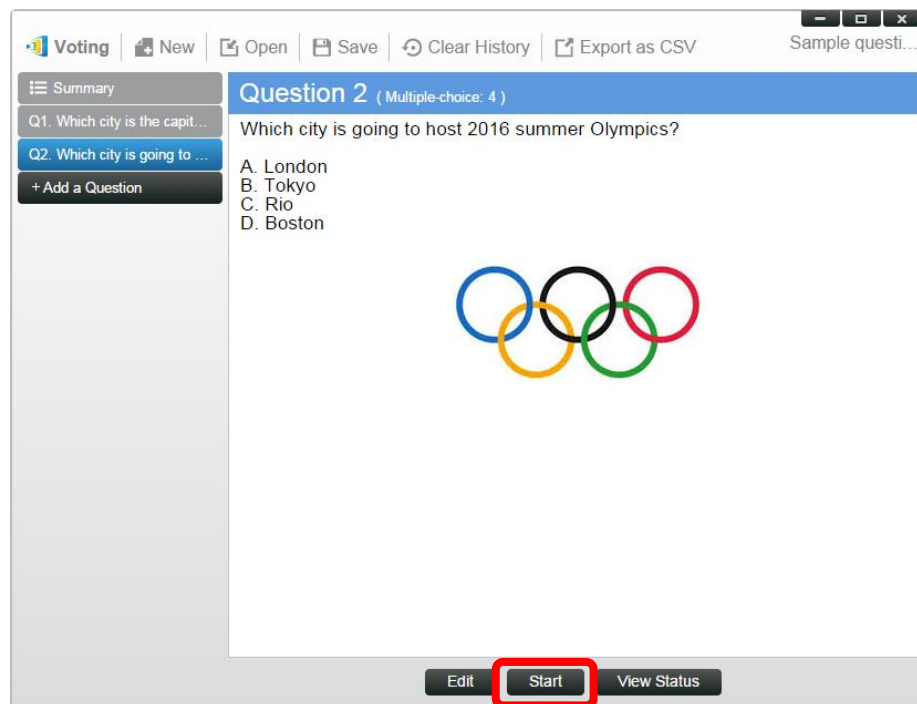 Voting New Open Save Clear History Export as CSV Sample questi...
Summary
Q1. Which city is the capit...
Q2. Which city is going to ...
+ Add a Question
Question 2 ( Multiple-choice: 4 )
Which city is going to host 2016 summer Olympics?
A. London
B. Tokyo
C. Rio
D. Boston
Edit Start View Status